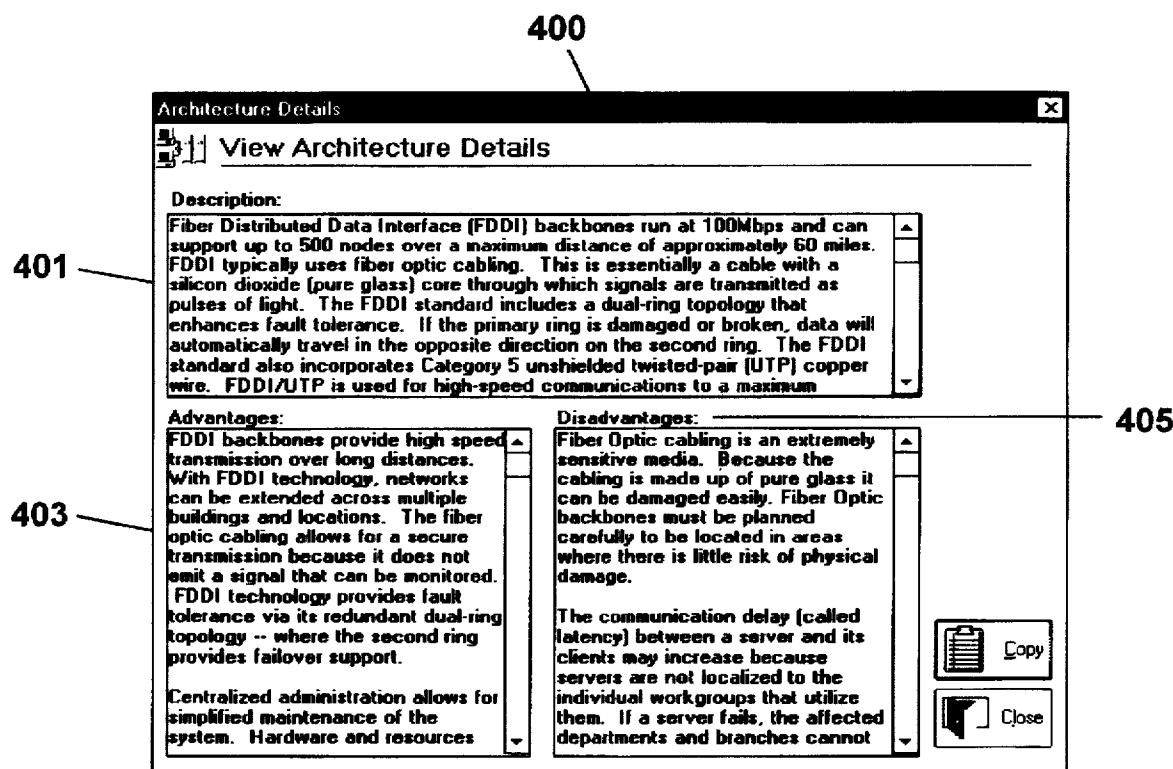 400
Architecture Details
View Architecture Details
Description:
Fiber Distributed Data Interface (FDDI) backbones run at 100Mbps and can
support up to 500 nodes over a maximum distance of approximately 60 miles.
FDDI typically uses fiber optic cabling. This is essentially a cable with a
silicon dioxide (pure glass) core through which signals are transmitted as
pulses of light. The FDDI standard includes a dual-ring topology that
enhances fault tolerance. If the primary ring is damaged or broken, data will
automatically travel in the opposite direction on the second ring. The FDDI
standard also incorporates Category 5 unshielded twisted-pair (UTP) copper
wire. FDDI/UTP is used for high-speed communications to a maximum
401
Advantages:
FDDI backbones provide high speed
transmission over long distances.
With FDDI technology, networks
can be extended across multiple
buildings and locations. The fiber
optic cabling allows for a secure
transmission because it does not
emit a signal that can be monitored.
FDDI technology provides fault
tolerance via its redundant dual-ring
topology -- where the second ring
provides failover support.
Centralized administration allows for
simplified maintenance of the
system. Hardware and resources
403
Disadvantages:
405
Fiber Optic cabling is an extremely
sensitive media. Because the
cabling is made up of pure glass it
can be damaged easily. Fiber Optic
backbones must be planned
carefully to be located in areas
where there is little risk of physical
damage.
The communication delay (called
latency) between a server and its
clients may increase because
servers are not localized to the
individual workgroups that utilize
them. If a server fails, the affected
departments and branches cannot
Copy
Close